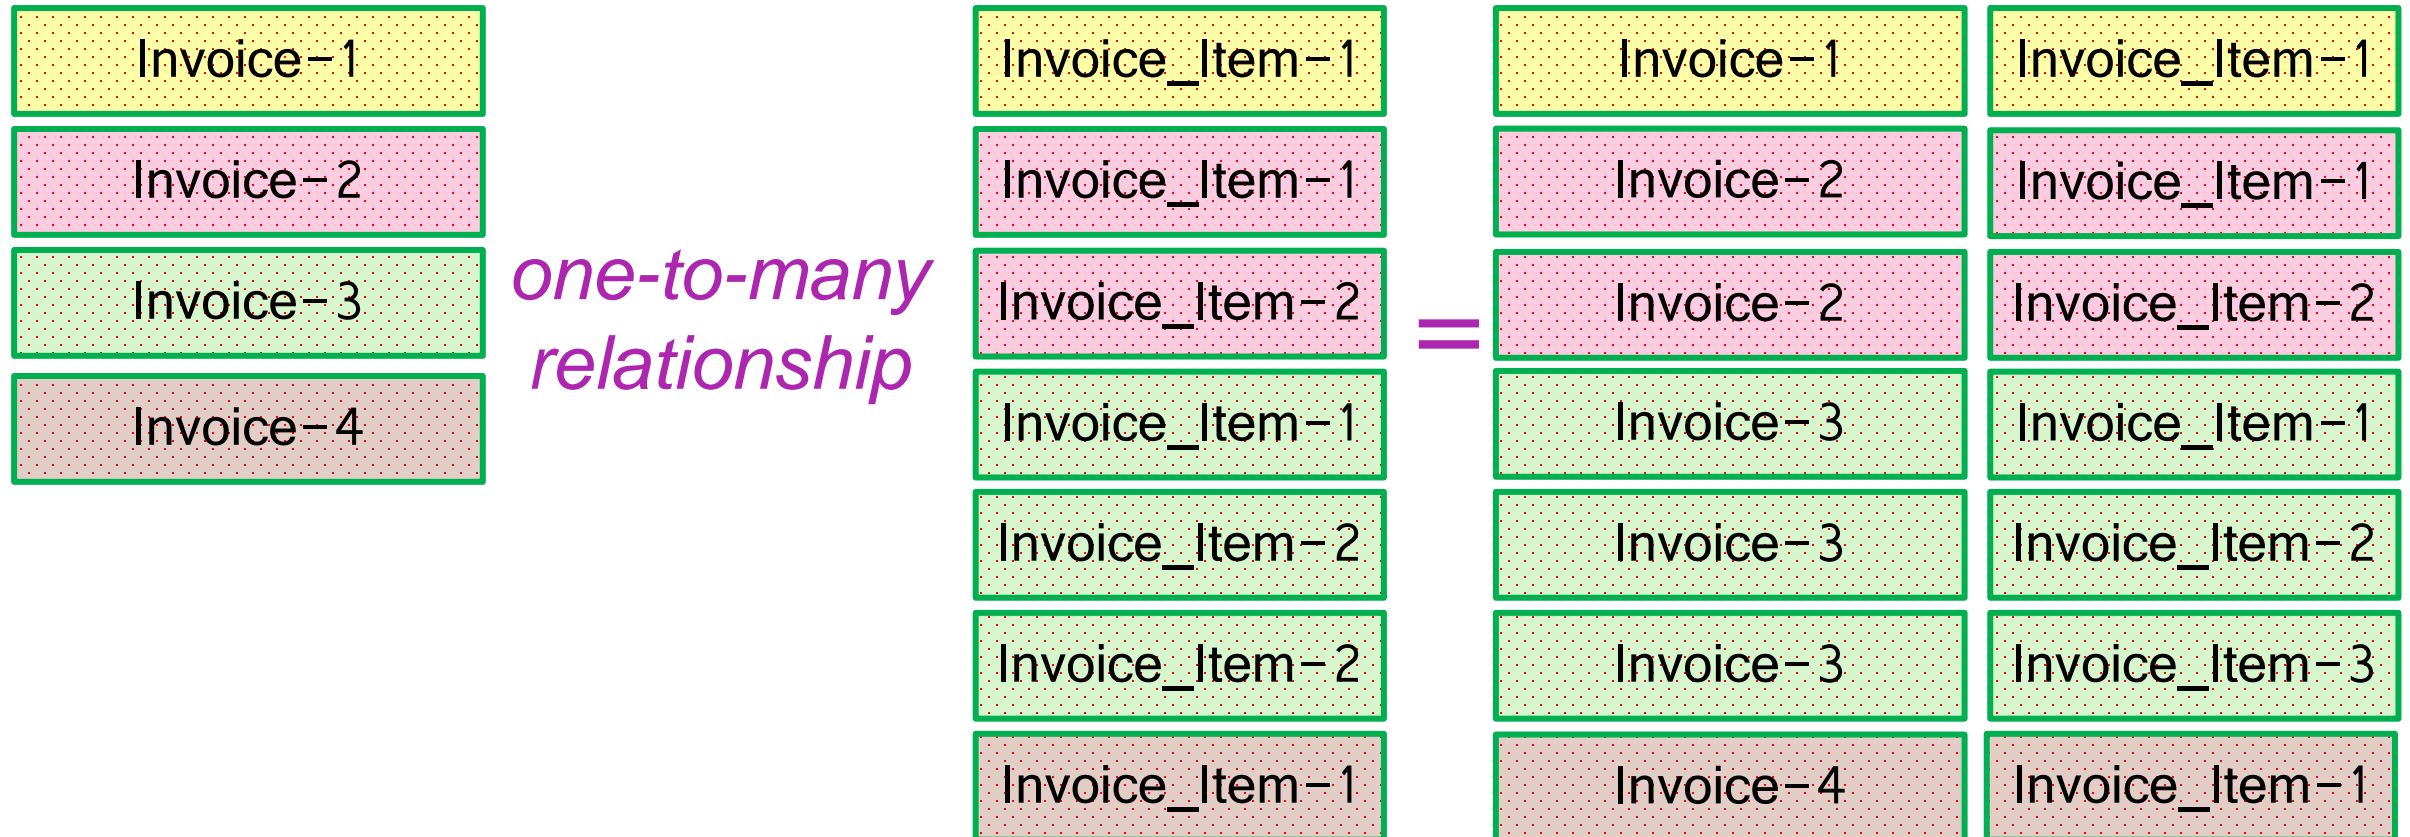 Invoice-1
Invoice-2
Invoice-3
Invoice-4
one-to-many
relationship
Invoice_Item-1
Invoice_Item-1
Invoice_Item-2
Invoice_Item-1
Invoice_Item-2
Invoice_Item-2
Invoice_Item-1
=
Invoice-1
Invoice-2
Invoice-2
Invoice-3
Invoice-3
Invoice-3
Invoice-4
Invoice_Item-1
Invoice_Item-1
Invoice_Item-2
Invoice_Item-1
Invoice_Item-2
Invoice_Item-3
Invoice_Item-1